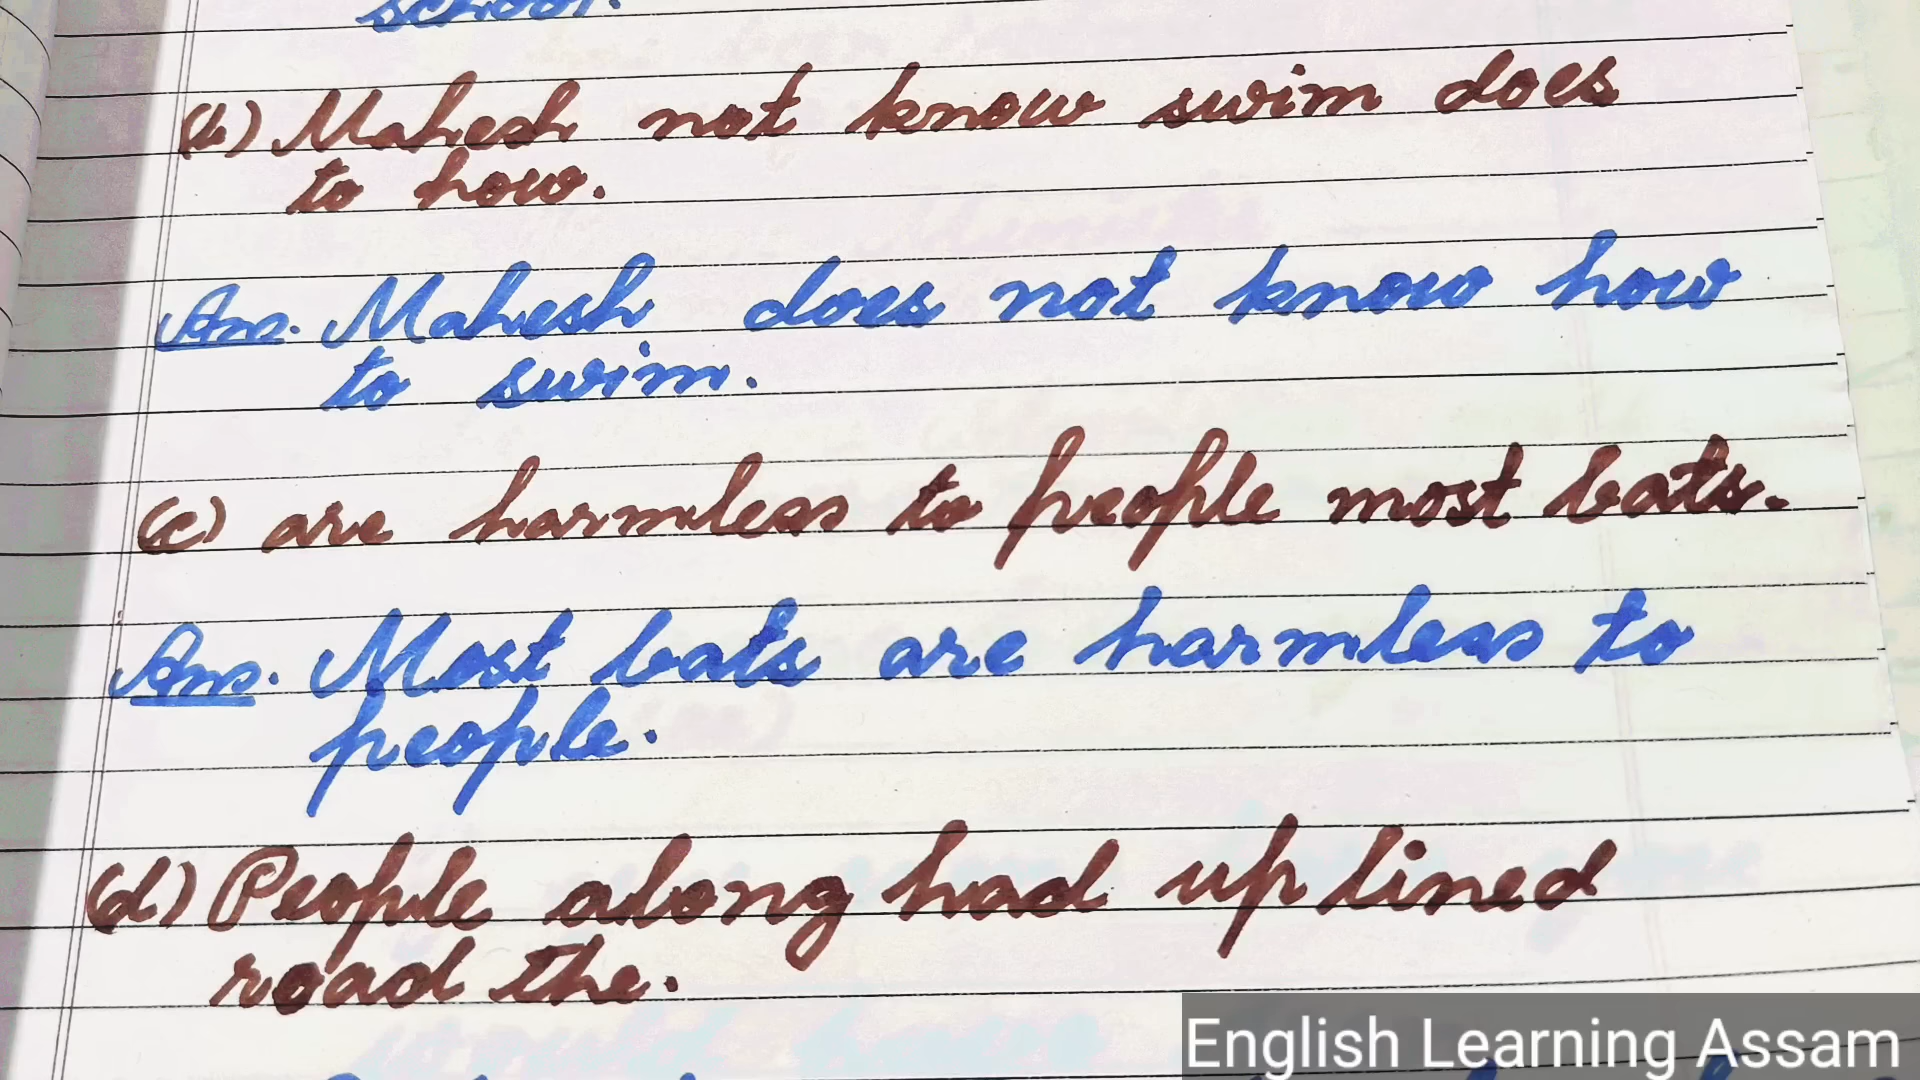 school.
(b) Mahesh not know swim does
to how.
Ans. Mahesh does not know how
to swim.
(c) are harmless to people most bats.
Ans. Most bats are harmless to
people.
(d) People along had up lined
road the.
English Learning Assam